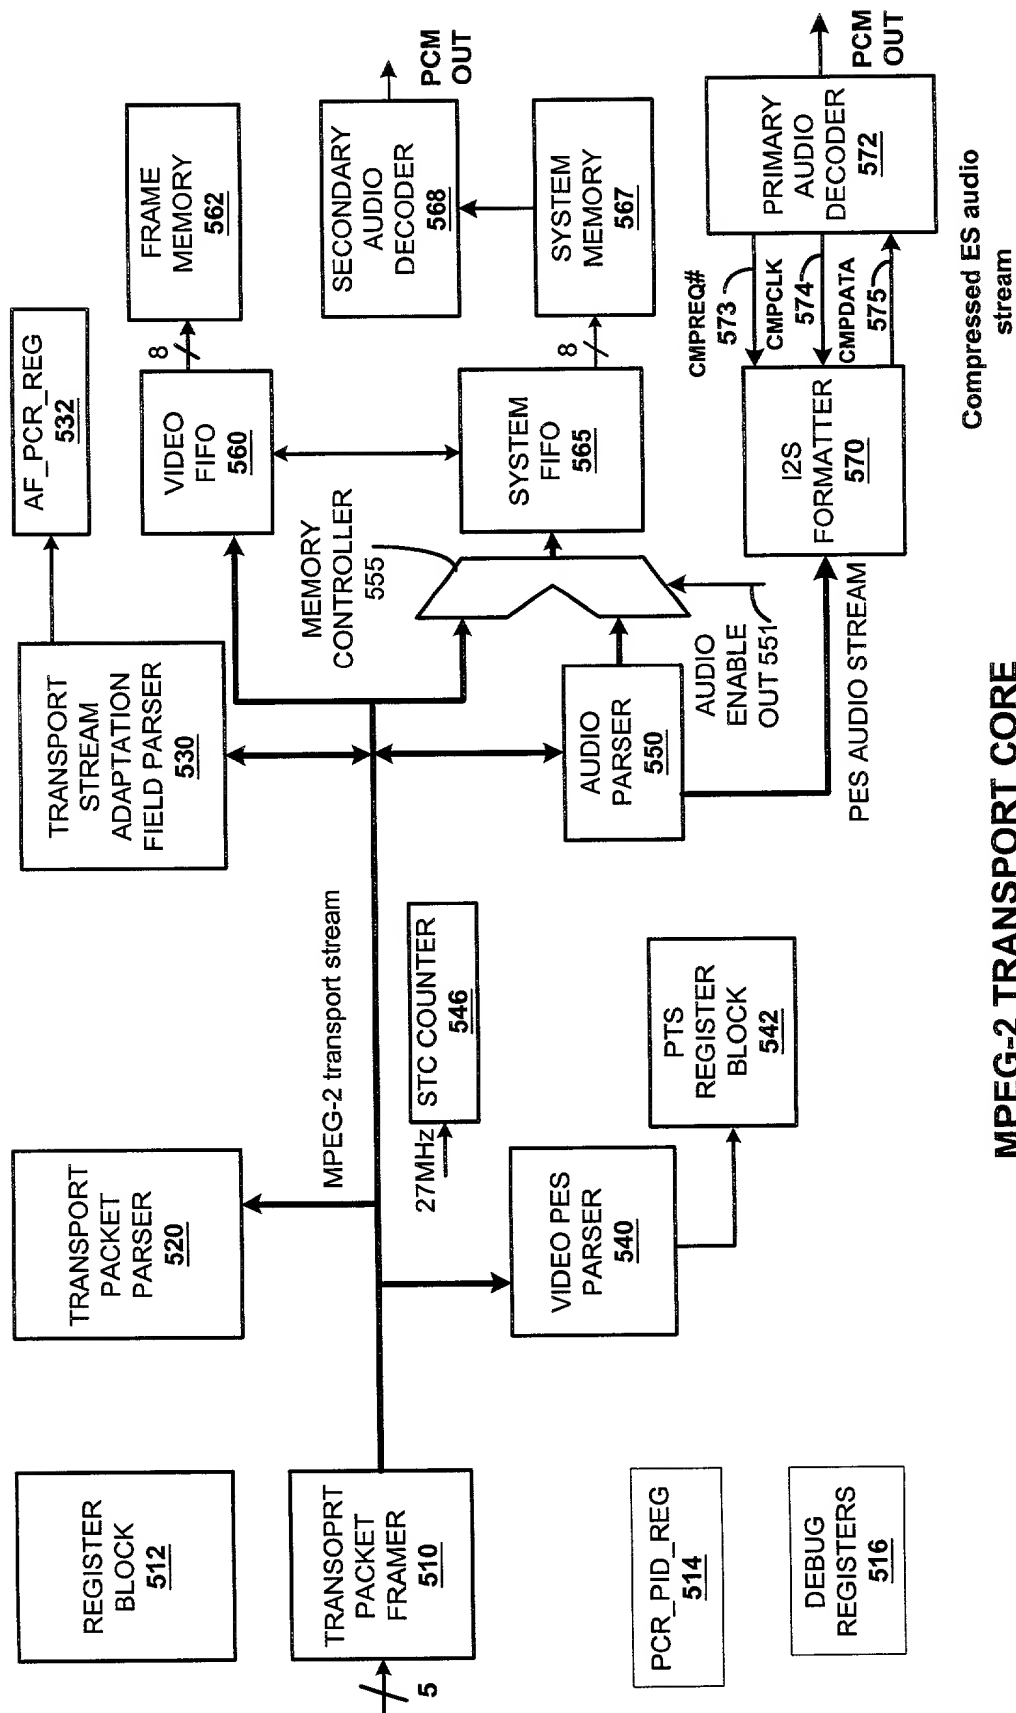 REGISTER
BLOCK
512
TRANSOPRT
PACKET
FRAMER
510
5
PCR_PID_REG
514
DEBUG
REGISTERS
516
TRANSPORT
PACKET
PARSER
520
MPEG-2 transport stream
27MHz
STC COUNTER
546
VIDEO PES
PARSER
540
PTS
REGISTER
BLOCK
542
TRANSPORT
STREAM
ADAPTATION
FIELD PARSER
530
AF_PCR_REG
532
VIDEO
FIFO
560
8
FRAME
MEMORY
562
MEMORY
CONTROLLER
555
SYSTEM
FIFO
565
8
SYSTEM
MEMORY
567
SECONDARY
AUDIO
DECODER
568
PCM
OUT
AUDIO
PARSER
550
AUDIO
ENABLE
OUT 551
PES AUDIO STREAM
I2S
FORMATTER
570
CMPREQ#
573
CMPCLK
574
CMPDATA
575
PRIMARY
AUDIO
DECODER
572
PCM
OUT
Compressed ES audio
stream
MPEG-2 TRANSPORT CORE